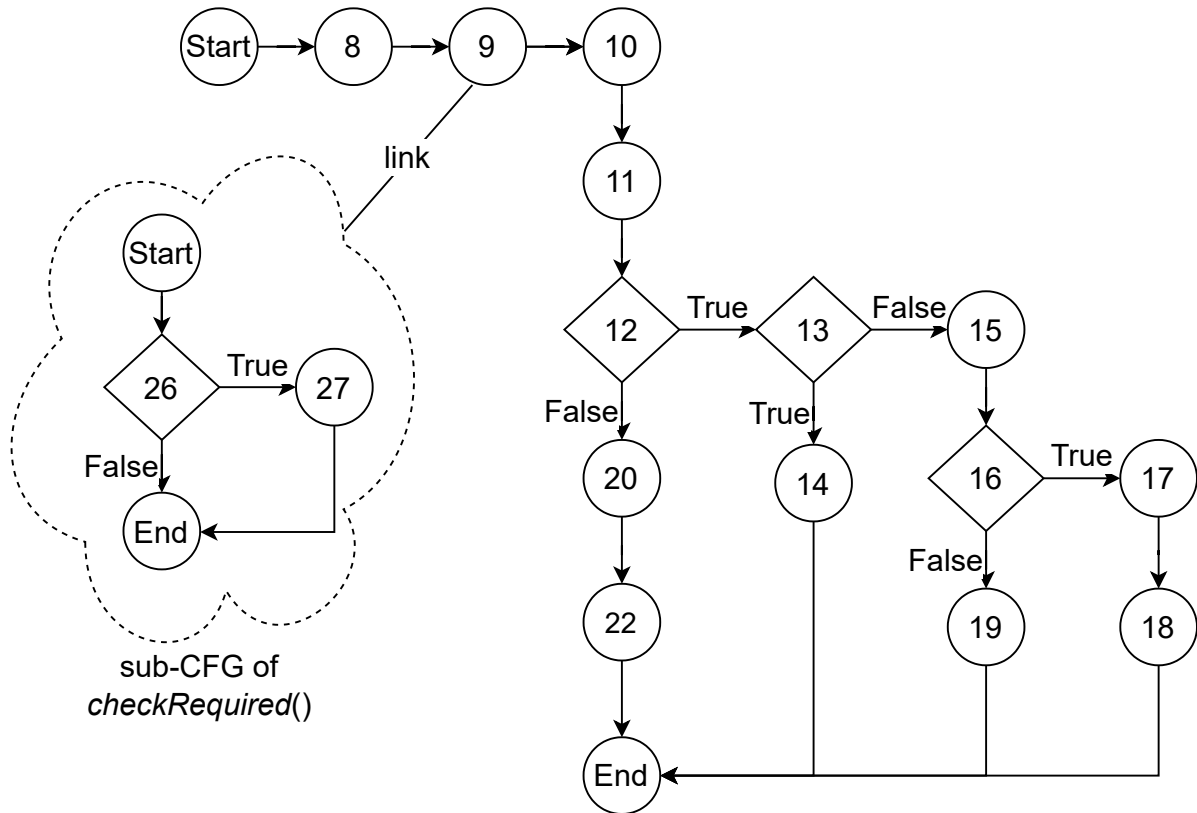 Start
8
9
10
link
11
Start
12
True
13
False
15
26
True
27
False
True
False
20
14
16
True
17
End
False
22
19
18
sub-CFG of
checkRequired()
End